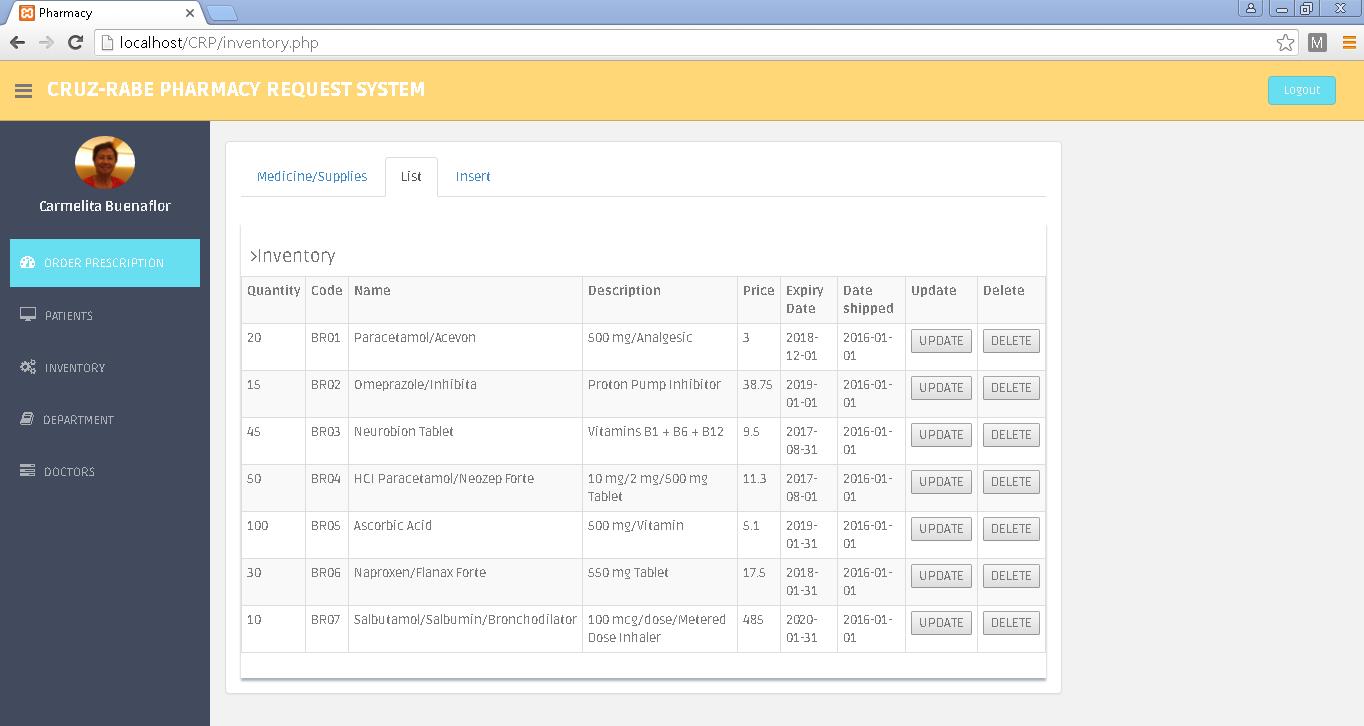 Pharmacy
localhost/CRP/inventory.php
M
CRUZ-RABE PHARMACY REQUEST SYSTEM
Logout
Carmelita Buenaflor
ORDER PRESCRIPTION
PATIENTS
INVENTORY
DEPARTMENT
DOCTORS
Medicine/Supplies List Insert
>Inventory
Quantity Code Name Description Price Expiry Date Date shipped Update Delete
20 BR01 Paracetamol/Acevon 500 mg/Analgesic 3 2018-12-01 2016-01-01 UPDATE DELETE
15 BR02 Omeprazole/Inhibita Proton Pump Inhibitor 38.75 2019-01-01 2016-01-01 UPDATE DELETE
45 BR03 Neurobion Tablet Vitamins B1 + B6 + B12 9.5 2017-08-31 2016-01-01 UPDATE DELETE
50 BR04 HCI Paracetamol/Neozep Forte 10 mg/2 mg/500 mg Tablet 11.3 2017-08-01 2016-01-01 UPDATE DELETE
100 BR05 Ascorbic Acid 500 mg/Vitamin 5.1 2019-01-31 2016-01-01 UPDATE DELETE
30 BR06 Naproxen/Flanax Forte 550 mg Tablet 17.5 2018-01-31 2016-01-01 UPDATE DELETE
10 BR07 Salbutamol/Salbumin/Bronchodilator 100 mcg/dose/Metered Dose Inhaler 485 2020-01-31 2016-01-01 UPDATE DELETE